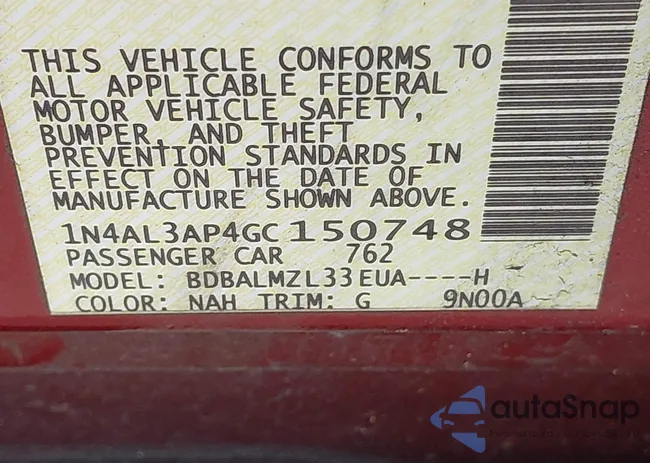 THIS VEHICLE CONFORMS TO
ALL APPLICABLE FEDERAL
MOTOR VEHICLE SAFETY,
BUMPER, AND THEFT
PREVENTION STANDARDS IN
EFFECT ON THE DATE OF
MANUFACTURE SHOWN ABOVE.
1N4AL3AP4GC150748
PASSENGER CAR 762
MODEL: BDBALMZL33EUA----H
COLOR: NAH TRIM: G 9N00A
autaSnap